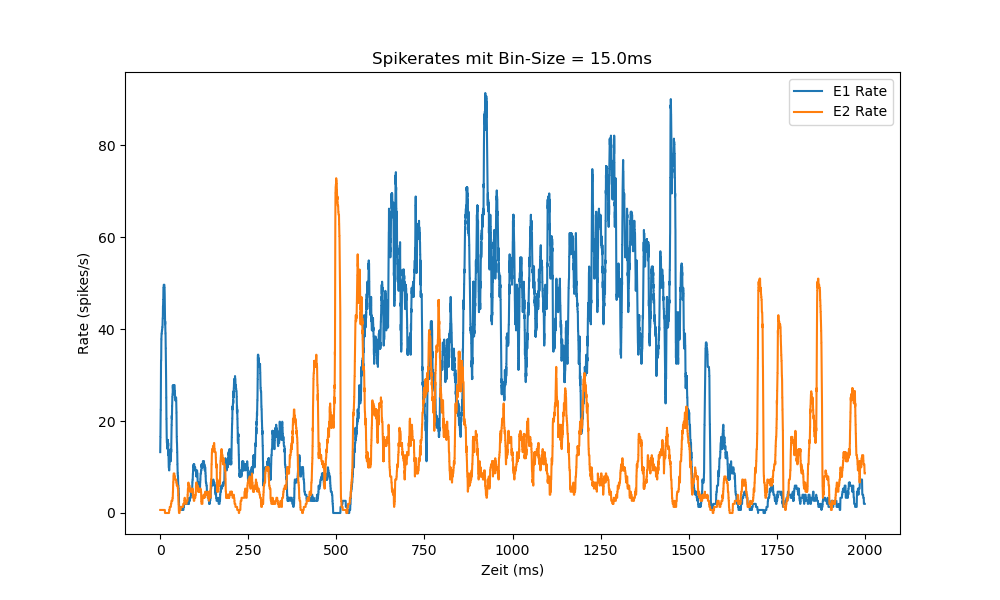 Spikerates mit Bin-Size = 15.0ms
E1 Rate
E2 Rate
Rate (spikes/s)
80
60
40
20
0
0 250 500 750 1000 1250 1500 1750 2000
Zeit (ms)